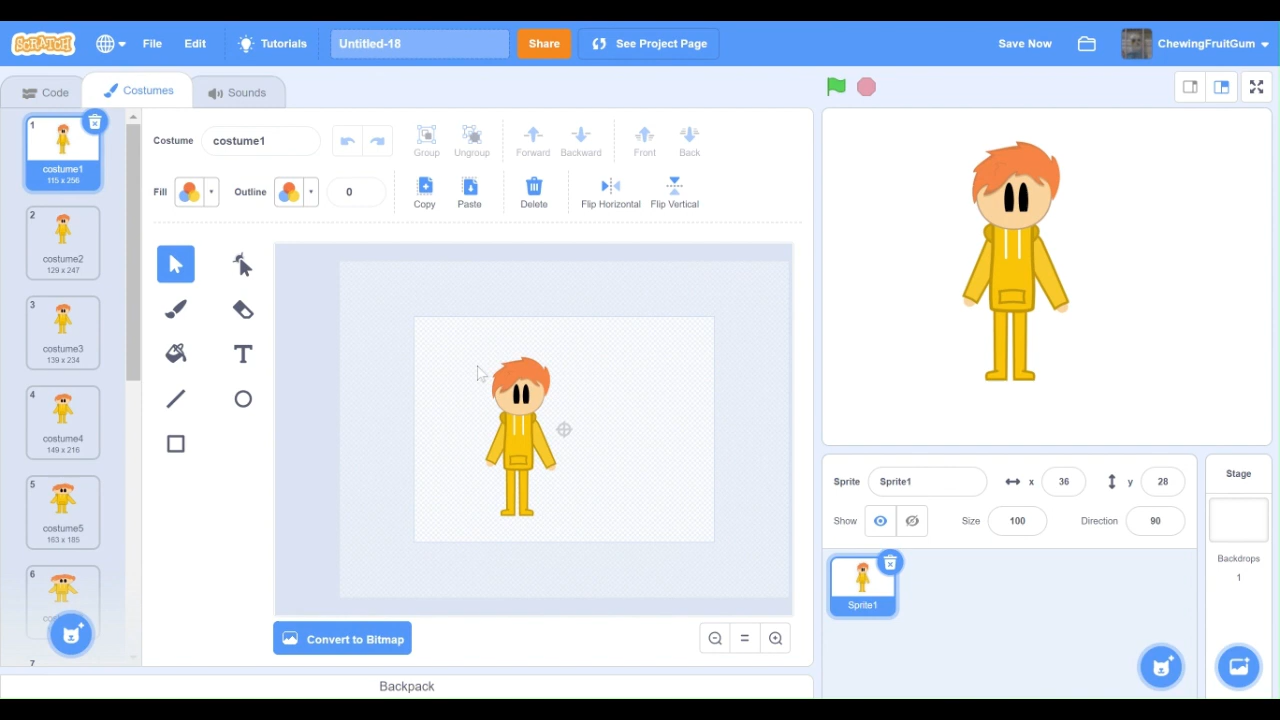 SCRATCH File Edit Tutorials Untitled-18 Share See Project Page Save Now ChewingFruitGum
Code Costumes Sounds
1
costume1
115 x 256
2
costume2
129 x 247
3
costume3
139 x 234
4
costume4
149 x 216
5
costume5
163 x 185
6
7
Costume costume1 Group Ungroup Forward Backward Front Back
Fill Outline 0 Copy Paste Delete Flip Horizontal Flip Vertical
T
Convert to Bitmap
Backpack
Sprite Sprite1 x 36 y 28
Show Size 100 Direction 90
Sprite1
Stage
Backdrops
1